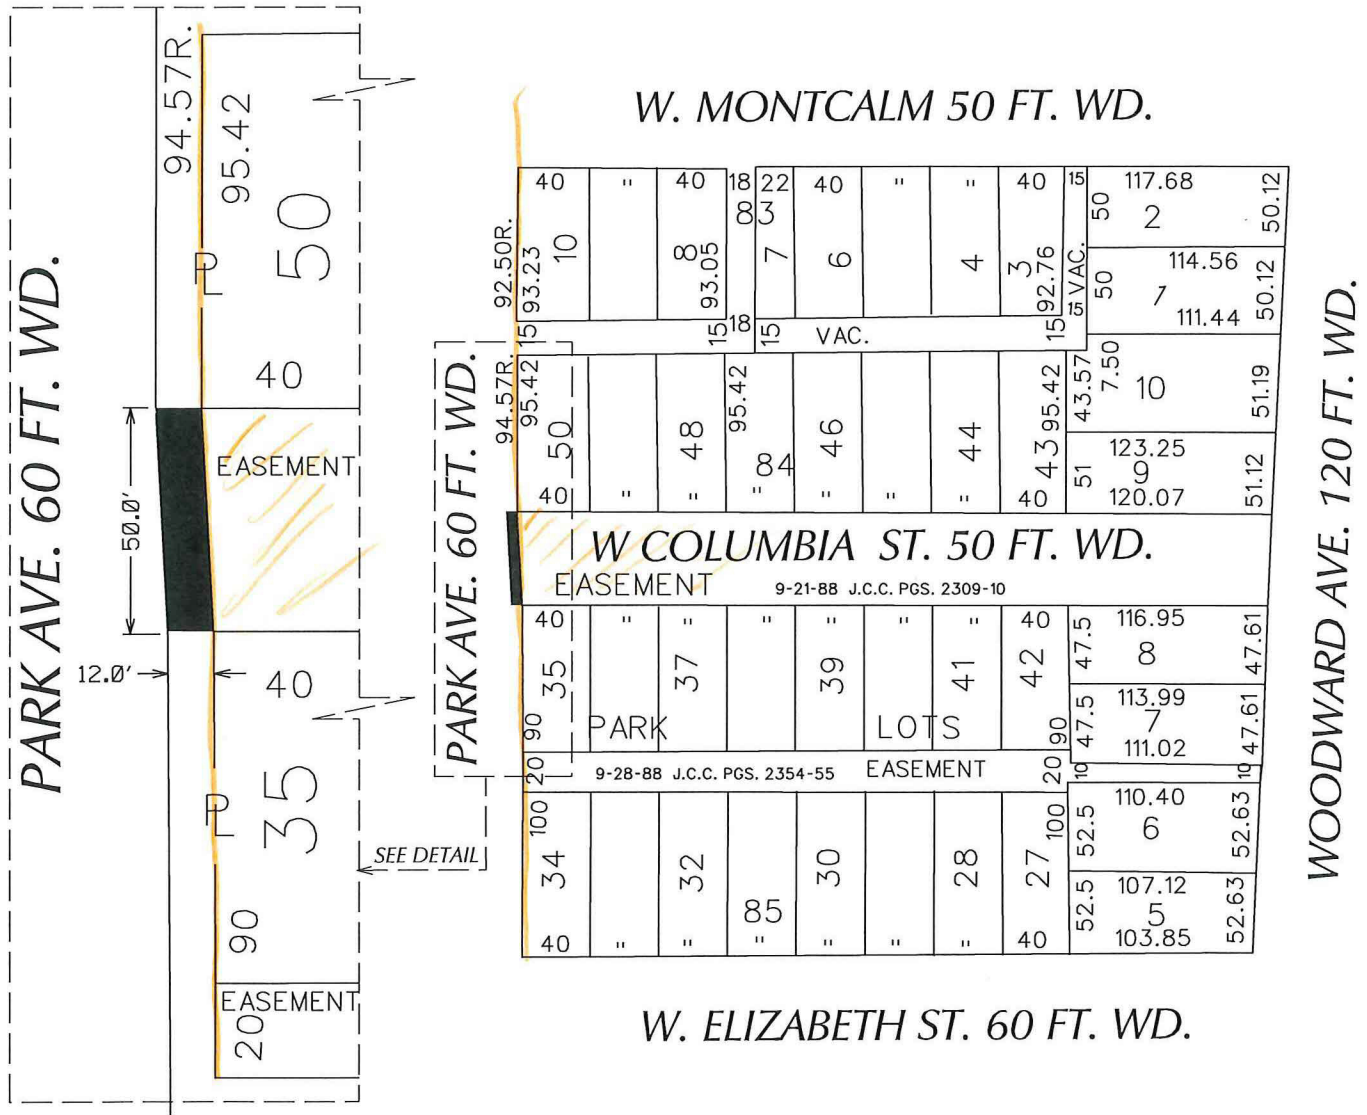 PARK AVE. 60 FT. WD.
94.57R.
95.42
50
PL
40
50.0'
EASEMENT
12.0'
40
35
PL
90
EASEMENT
20
SEE DETAIL
W. MONTCALM 50 FT. WD.
40 " 40 18 22 40 " " 40 15 117.68
83
50 2 50.12
92.50R. 93.23 10 8 93.05 7 6 4 3 92.76 15 VAC.
114.56
50 1 50.12
111.44
15 15 18 15 VAC. 15 15
PARK AVE. 60 FT. WD.
94.57R. 95.42 50 48 95.42 46 44 43 95.42 43.57 7.50 10 51.19
84
123.25
51 9 51.12
40 " " " " " " 40 120.07
W COLUMBIA ST. 50 FT. WD.
EASEMENT 9-21-88 J.C.C. PGS. 2309-10
40 " " " " " " 40 116.95
35 37 39 41 42 47.5 8 47.61
90 PARK LOTS 90
113.99
47.5 7 47.61
111.02
20 9-28-88 J.C.C. PGS. 2354-55 EASEMENT 20 10 10
100 100 110.40
52.5 6 52.63
34 32 30 28 27
107.12
85 52.5 5 52.63
40 " " " " " " 40 103.85
WOODWARD AVE. 120 FT. WD.
W. ELIZABETH ST. 60 FT. WD.